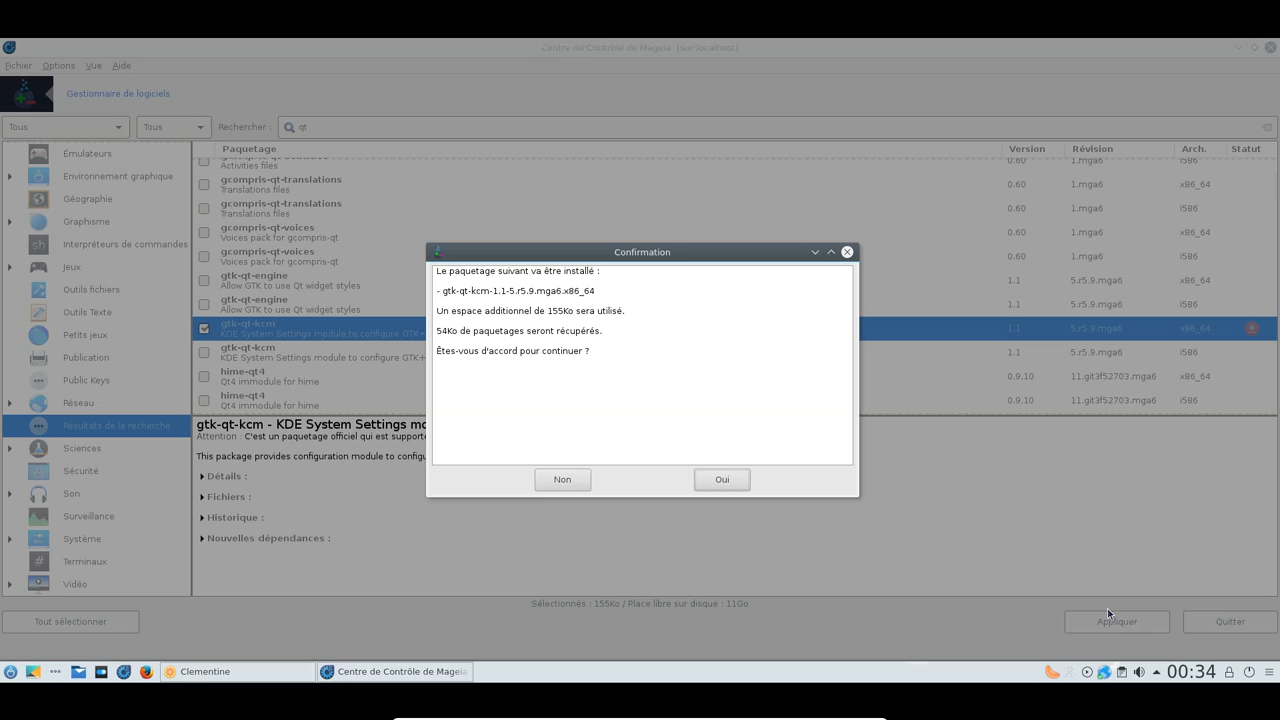 Centre de Contrôle de Mageia [sur localhost]
Fichier Options Vue Aide
Gestionnaire de logiciels
Tous Tous Rechercher : qt
Émulateurs
Environnement graphique
Géographie
Graphisme
Interpréteurs de commandes
Jeux
Outils fichiers
Outils Texte
Petits jeux
Publication
Public Keys
Réseau
Résultats de la recherche
Sciences
Sécurité
Son
Surveillance
Système
Terminaux
Vidéo
Paquetage Version Révision Arch. Statut
Activities files 0.60 1.mga6 i586
gcompris-qt-translations 0.60 1.mga6 x86_64
Translations files
gcompris-qt-translations 0.60 1.mga6 i586
Translations files
gcompris-qt-voices 0.60 1.mga6 x86_64
Voices pack for gcompris-qt
gcompris-qt-voices 0.60 1.mga6 i586
Voices pack for gcompris-qt
gtk-qt-engine 1.1 5.r5.9.mga6 x86_64
Allow GTK to use Qt widget styles
gtk-qt-engine 1.1 5.r5.9.mga6 i586
Allow GTK to use Qt widget styles
gtk-qt-kcm 1.1 5.r5.9.mga6 x86_64
KDE System Settings module to configure GTK+
gtk-qt-kcm 1.1 5.r5.9.mga6 i586
KDE System Settings module to configure GTK+
hime-qt4 0.9.10 11.git3f52703.mga6 x86_64
Qt4 immodule for hime
hime-qt4 0.9.10 11.git3f52703.mga6 i586
Qt4 immodule for hime
gtk-qt-kcm - KDE System Settings
Attention : C'est un paquetage officiel qui est
This package provides configuration module to
Détails :
Fichiers :
Historique :
Nouvelles dépendances :
Confirmation
Le paquetage suivant va être installé :
- gtk-qt-kcm-1.1-5.r5.9.mga6.x86_64
Un espace additionnel de 155Ko sera utilisé.
54Ko de paquetages seront récupérés.
Êtes-vous d'accord pour continuer ?
Non Oui
Sélectionnés : 155Ko / Place libre sur disque : 11Go
Tout sélectionner Appliquer Quitter
Clementine Centre de Contrôle de Mageia 00:34